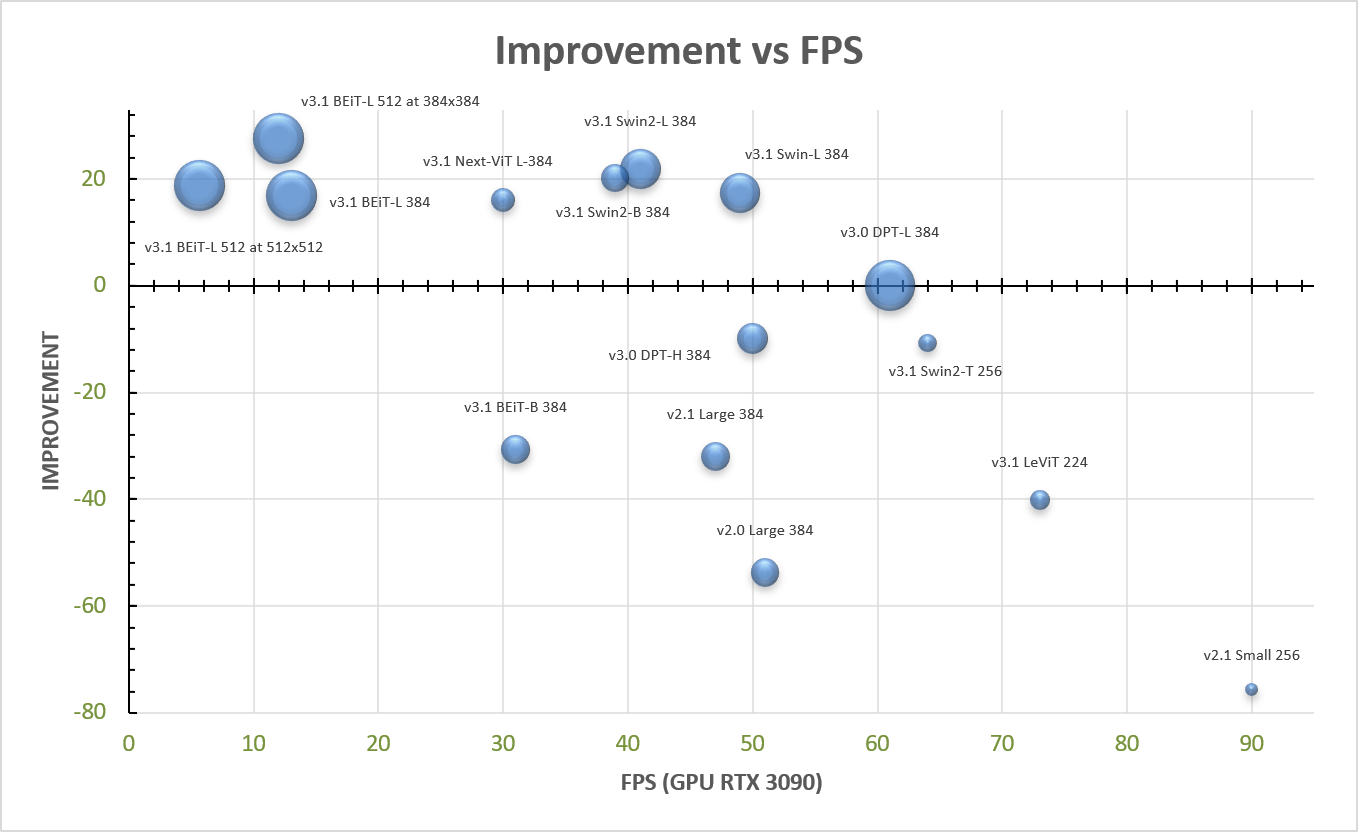 Improvement vs FPS
v3.1 BEiT-L 512 at 384x384
v3.1 Swin2-L 384
v3.1 Next-ViT L-384
v3.1 Swin-L 384
20
v3.1 BEiT-L 384
v3.1 Swin2-B 384
v3.0 DPT-L 384
v3.1 BEiT-L 512 at 512x512
0
v3.0 DPT-H 384
v3.1 Swin2-T 256
-20
v3.1 BEiT-B 384
v2.1 Large 384
IMPROVEMENT
v3.1 LeViT 224
-40
v2.0 Large 384
-60
v2.1 Small 256
-80
0 10 20 30 40 50 60 70 80 90
FPS (GPU RTX 3090)